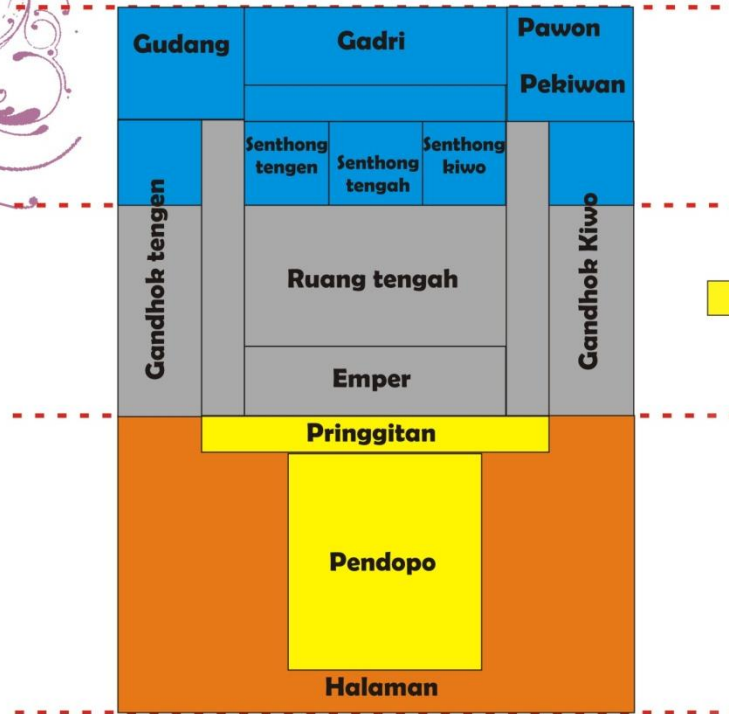 Gudang
Gadri
Pawon
Pekiwan
Senthong
tengen
Senthong
tengah
Senthong
kiwo
Gandhok tengen
Ruang tengah
Gandhok Kiwo
Emper
Pringgitan
Pendopo
Halaman